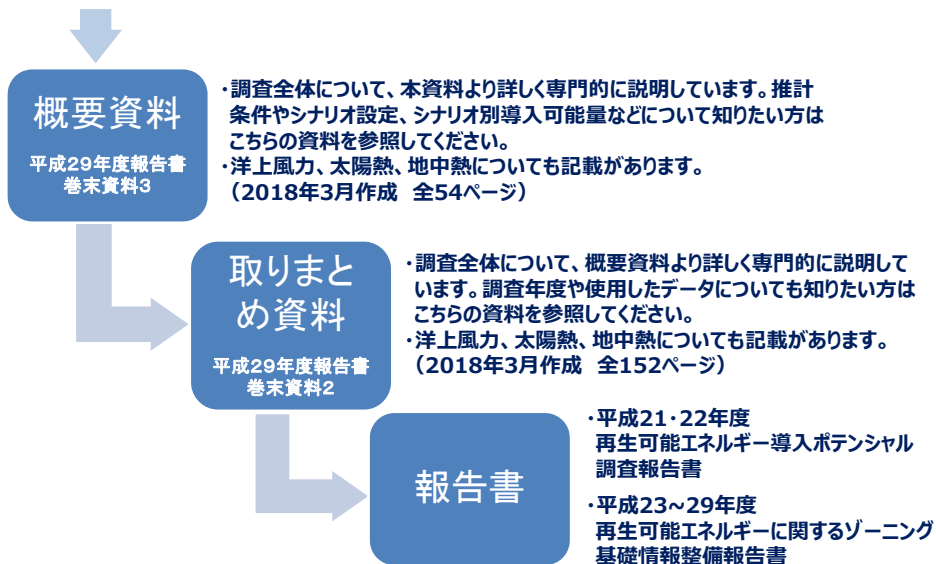 概要資料
平成29年度報告書
巻末資料3
・調査全体について、本資料より詳しく専門的に説明しています。推計
条件やシナリオ設定、シナリオ別導入可能量などについて知りたい方は
こちらの資料を参照してください。
・洋上風力、太陽熱、地中熱についても記載があります。
（2018年3月作成 全54ページ）
取りまと
め資料
平成29年度報告書
巻末資料2
・調査全体について、概要資料より詳しく専門的に説明して
います。調査年度や使用したデータについても知りたい方は
こちらの資料を参照してください。
・洋上風力、太陽熱、地中熱についても記載があります。
（2018年3月作成 全152ページ）
報告書
・平成21・22年度
再生可能エネルギー導入ポテンシャル
調査報告書
・平成23~29年度
再生可能エネルギーに関するゾーニング
基礎情報整備報告書